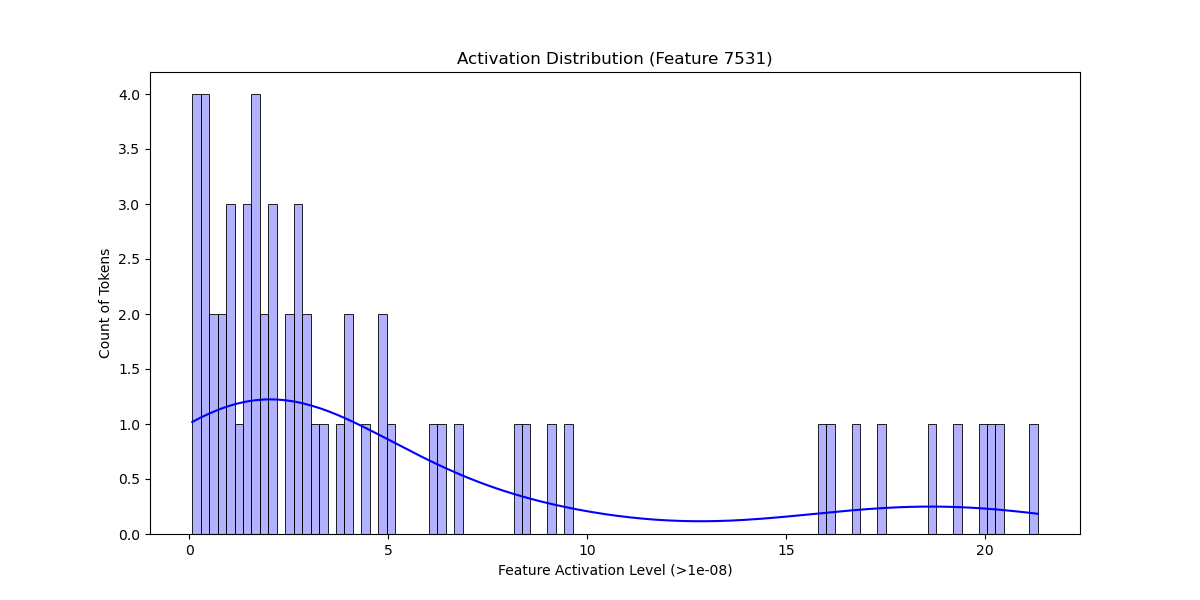 Activation Distribution (Feature 7531)
4.0
3.5
3.0
2.5
2.0
1.5
1.0
0.5
0.0
Count of Tokens
0 5 10 15 20
Feature Activation Level (>1e-08)